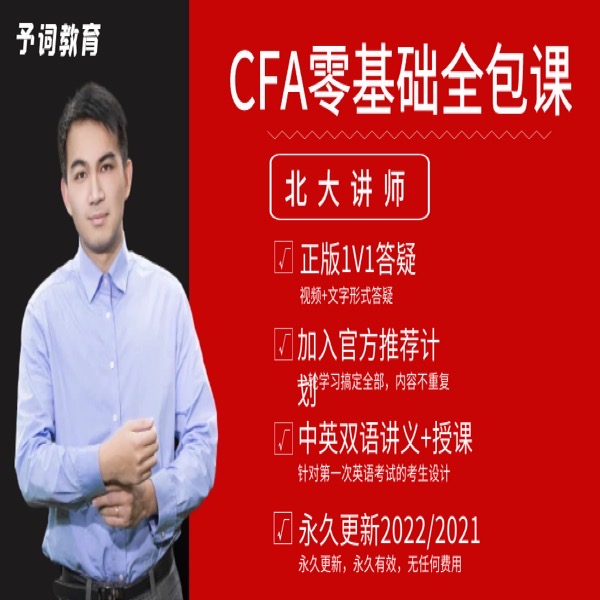 予词教育
CFA零基础全包课
北大讲师
正版1V1答疑
视频+文字形式答疑
加入官方推荐计
划
轮学习搞定全部，内容不重复
中英双语讲义+授课
针对第一次英语考试的考生设计
永久更新2022/2021
永久更新，永久有效，无任何费用